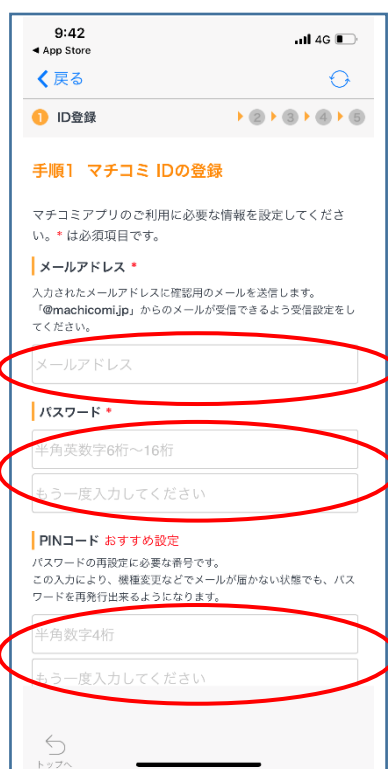 9:42
4G
◀ App Store
戻る
1 ID登録 2 3 4 5
手順1 マチコミ IDの登録
マチコミアプリのご利用に必要な情報を設定してくださ
い。* は必須項目です。
メールアドレス *
入力されたメールアドレスに確認用のメールを送信します。
「@machicomi.jp」からのメールが受信できるよう受信設定をし
てください。
メールアドレス
パスワード *
半角英数字6桁～16桁
もう一度入力してください
PINコード おすすめ設定
パスワードの再設定に必要な番号です。
この入力により、機種変更などでメールが届かない状態でも、パス
ワードを再発行出来るようになります。
半角数字4桁
もう一度入力してください
トップへ